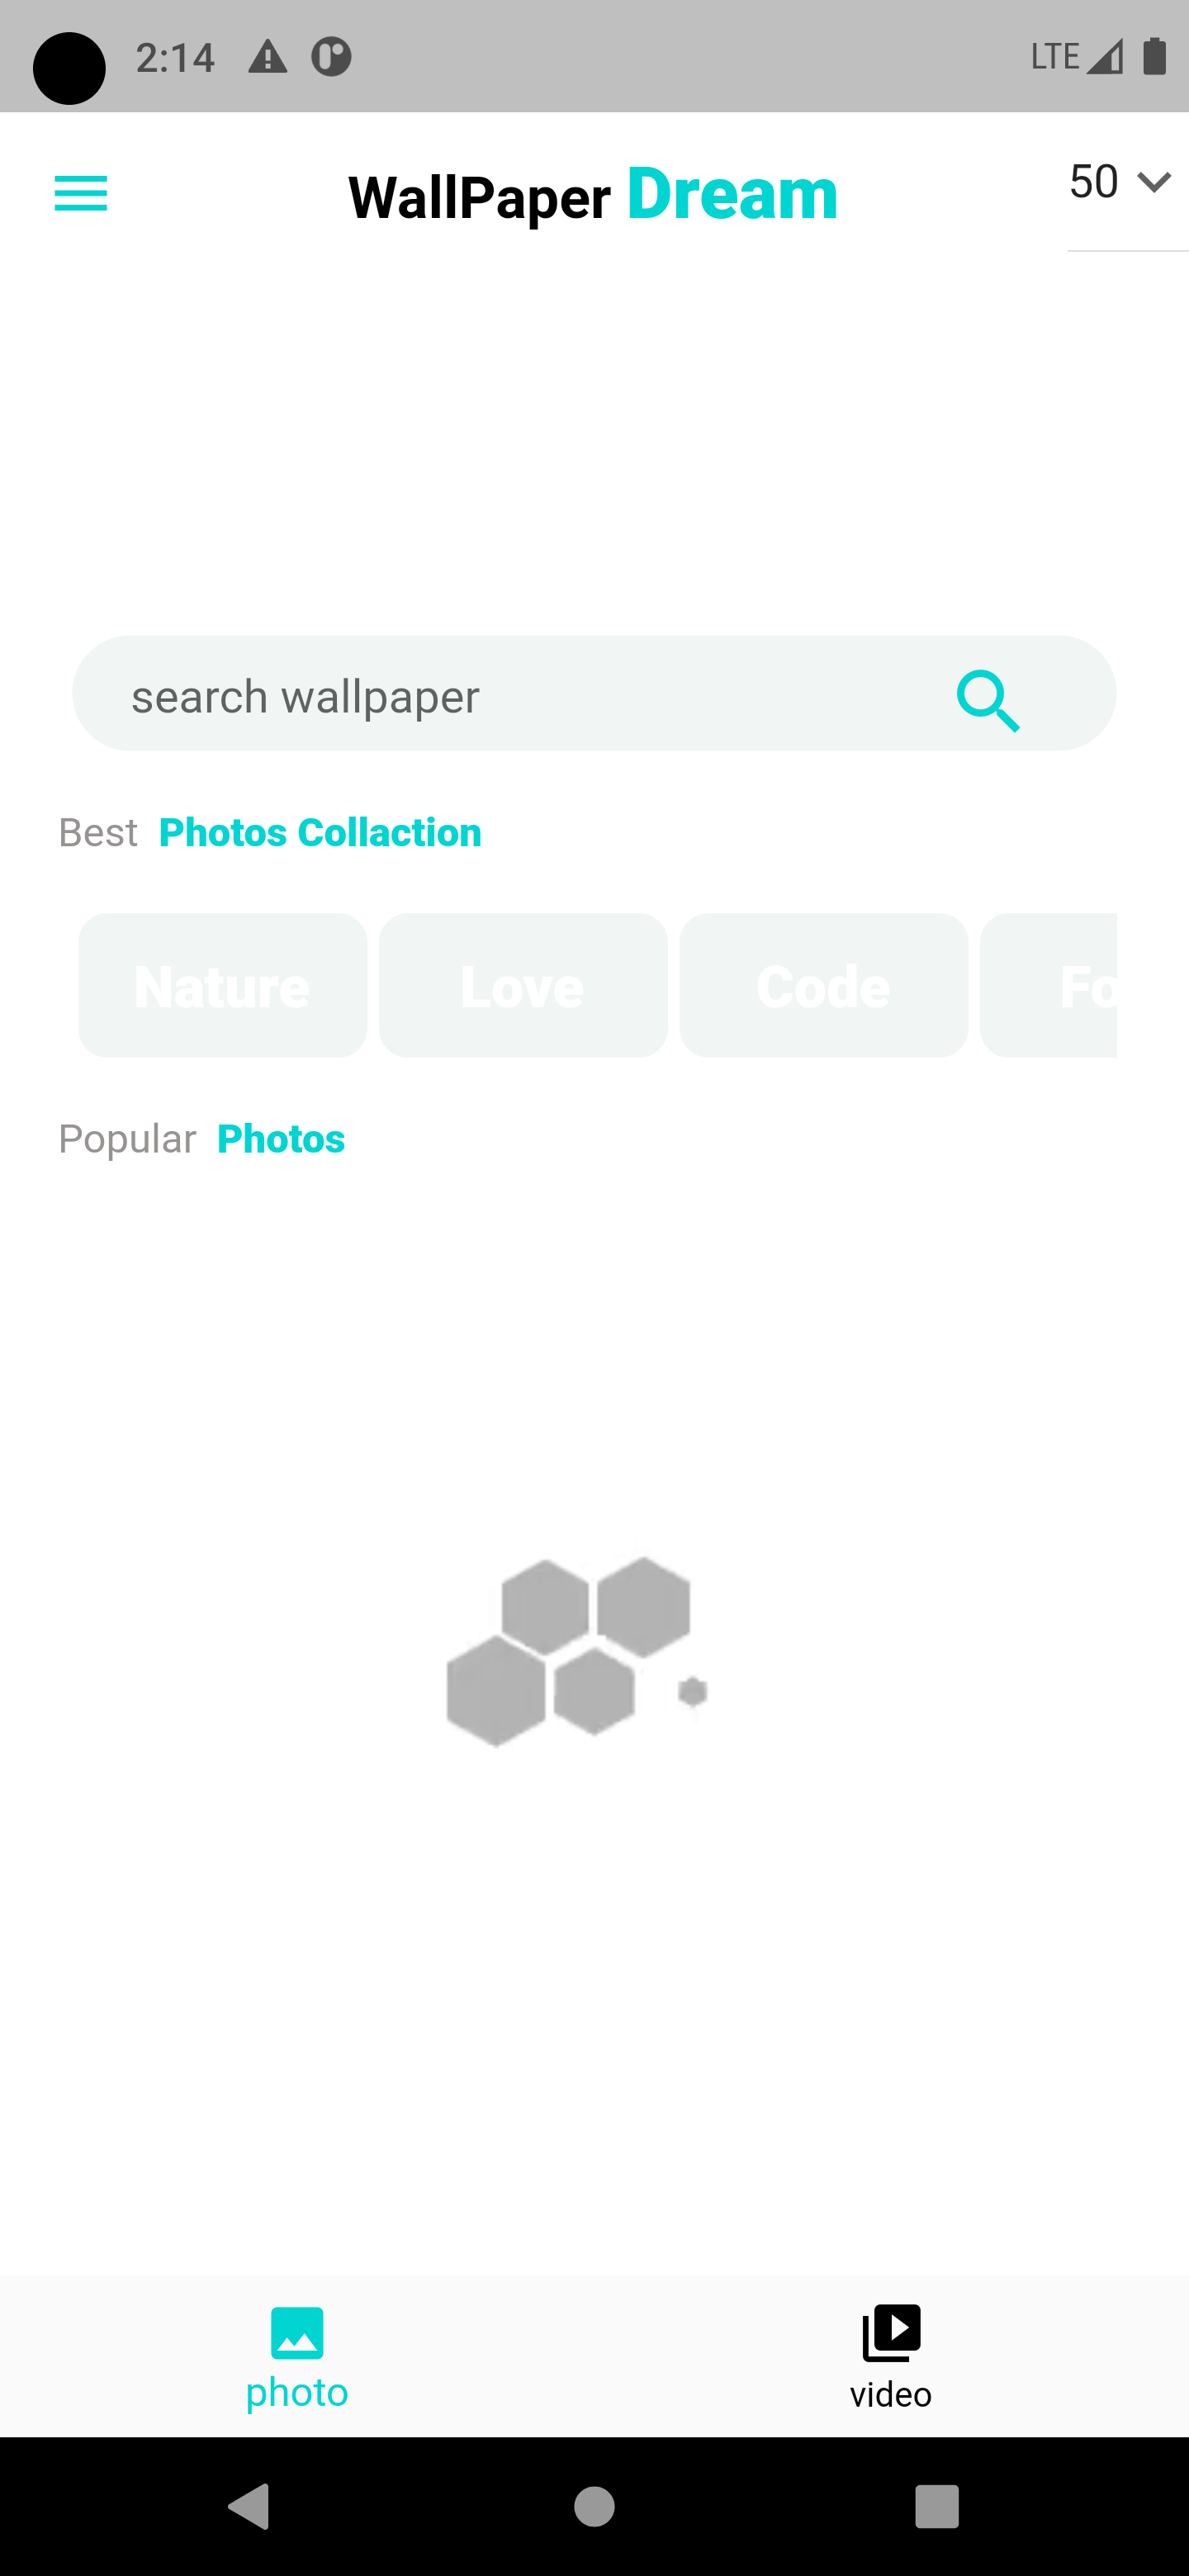 2:14
LTE
WallPaper Dream
50
search wallpaper
Best Photos Collaction
Nature Love Code Fo
Popular Photos
photo video